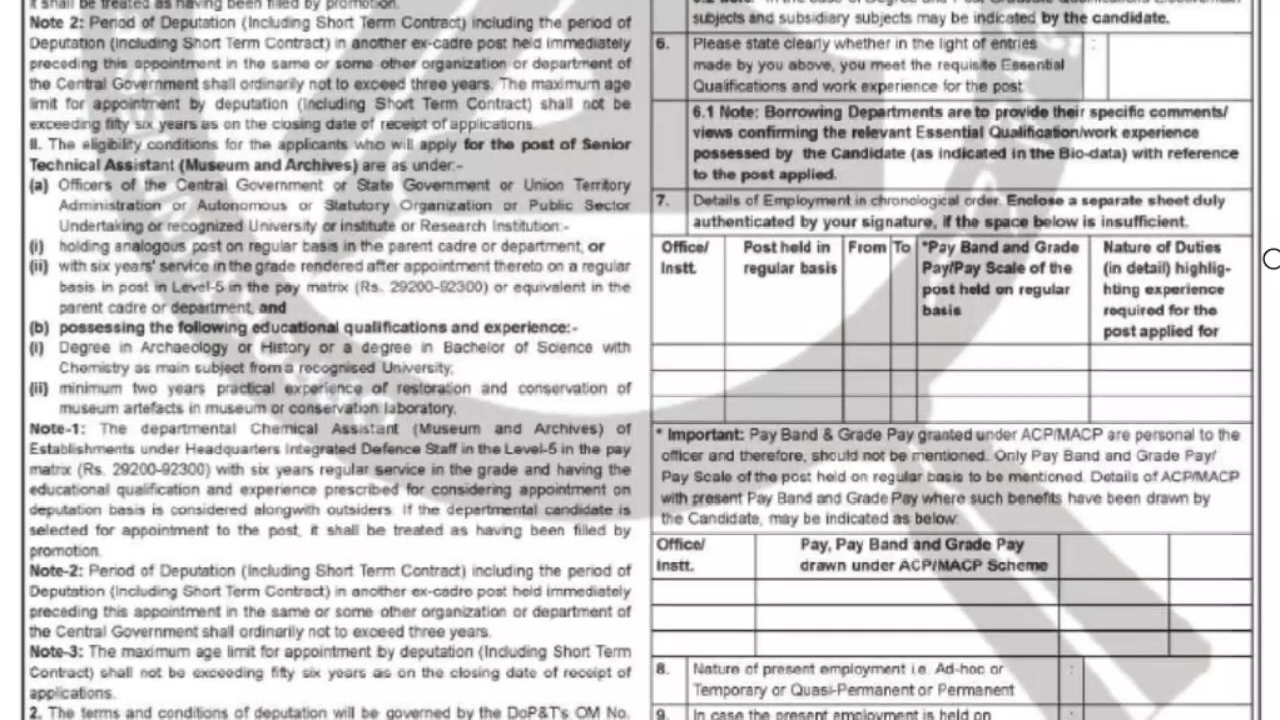 it shall be treated as having been filled by promotion.
Note 2: Period of Deputation (Including Short Term Contract) including the period of
Deputation (Including Short Term Contract) in another ex-cadre post held immediately
preceding this appointment in the same or some other organization or department of
the Central Government shall ordinarily not to exceed three years. The maximum age
limit for appointment by deputation (Including Short Term Contract) shall not be
exceeding fifty six years as on the closing date of receipt of applications.
II. The eligibility conditions for the applicants who will apply for the post of Senior
Technical Assistant (Museum and Archives) are as under:-
(a) Officers of the Central Government or State Government or Union Territory
Administration or Autonomous or Statutory Organization or Public Sector
Undertaking or recognized University or Institute or Research Institution:-
(i) holding analogous post on regular basis in the parent cadre or department, or
(ii) with six years' service in the grade rendered after appointment thereto on a regular
basis in post in Level-5 in the pay matrix (Rs. 29200-92300) or equivalent in the
parent cadre or department, and
(b) possessing the following educational qualifications and experience:-
(i) Degree in Archaeology or History or a degree in Bachelor of Science with
Chemistry as main subject from a recognised University;
(ii) minimum two years practical experience of restoration and conservation of
museum artefacts in museum or conservation laboratory.
Note-1: The departmental Chemical Assistant (Museum and Archives) of
Establishments under Headquarters Integrated Defence Staff in the Level-5 in the pay
matrix (Rs. 29200-92300) with six years regular service in the grade and having the
educational qualification and experience prescribed for considering appointment on
deputation basis is considered alongwith outsiders. If the departmental candidate is
selected for appointment to the post, it shall be treated as having been filled by
promotion.
Note-2: Period of Deputation (Including Short Term Contract) including the period of
Deputation (Including Short Term Contract) in another ex-cadre post held immediately
preceding this appointment in the same or some other organization or department of
the Central Government shall ordinarily not to exceed three years.
Note-3: The maximum age limit for appointment by deputation (Including Short Term
Contract) shall not be exceeding fifty six years as on the closing date of receipt of
applications.
2. The terms and conditions of deputation will be governed by the DoP&T's OM No.
subjects and subsidiary subjects may be indicated by the candidate.
6. Please state clearly whether in the light of entries :
made by you above, you meet the requisite Essential
Qualifications and work experience for the post
6.1 Note: Borrowing Departments are to provide their specific comments/
views confirming the relevant Essential Qualification/work experience
possessed by the Candidate (as indicated in the Bio-data) with reference
to the post applied.
7. Details of Employment in chronological order. Enclose a separate sheet duly
authenticated by your signature, if the space below is insufficient.
Office/ Post held in From To *Pay Band and Grade Nature of Duties
Instt. regular basis Pay/Pay Scale of the (in detail) highlig-
post held on regular hting experience
basis required for the
post applied for
* Important: Pay Band & Grade Pay granted under ACP/MACP are personal to the
officer and therefore, should not be mentioned. Only Pay Band and Grade Pay/
Pay Scale of the post held on regular basis to be mentioned. Details of ACP/MACP
with present Pay Band and Grade Pay where such benefits have been drawn by
the Candidate, may be indicated as below:
Office/ Pay, Pay Band and Grade Pay
Instt. drawn under ACP/MACP Scheme
8. Nature of present employment i.e. Ad-hoc or :
Temporary or Quasi-Permanent or Permanent
9. In case the present employment is held on